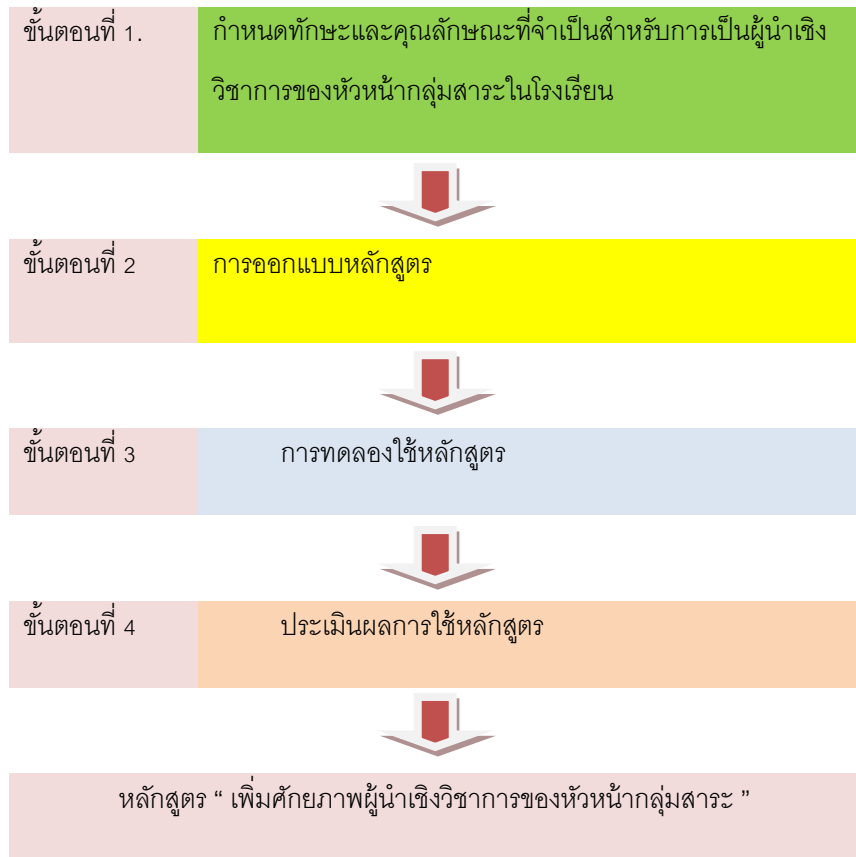 ขั้นตอนที่ 1. กำหนดทักษะและคุณลักษณะที่จำเป็นสำหรับการเป็นผู้นำเชิง
วิชาการของหัวหน้ากลุ่มสาระในโรงเรียน
ขั้นตอนที่ 2 การออกแบบหลักสูตร
ขั้นตอนที่ 3 การทดลองใช้หลักสูตร
ขั้นตอนที่ 4 ประเมินผลการใช้หลักสูตร
หลักสูตร “ เพิ่มศักยภาพผู้นำเชิงวิชาการของหัวหน้ากลุ่มสาระ ”